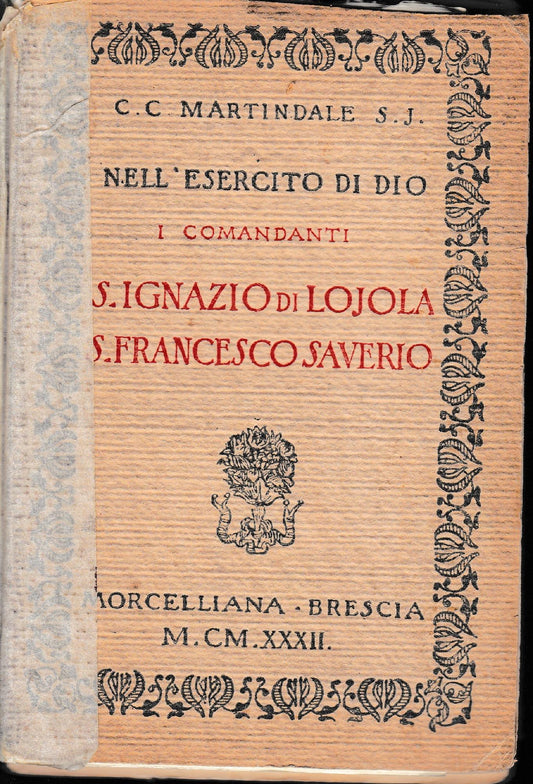 C. C. MARTINDALE S. J.
NELL'ESERCITO DI DIO
I COMANDANTI
S. IGNAZIO DI LOJOLA
S. FRANCESCO SAVERIO
MORCELLIANA - BRESCIA
M. CM. XXXII.